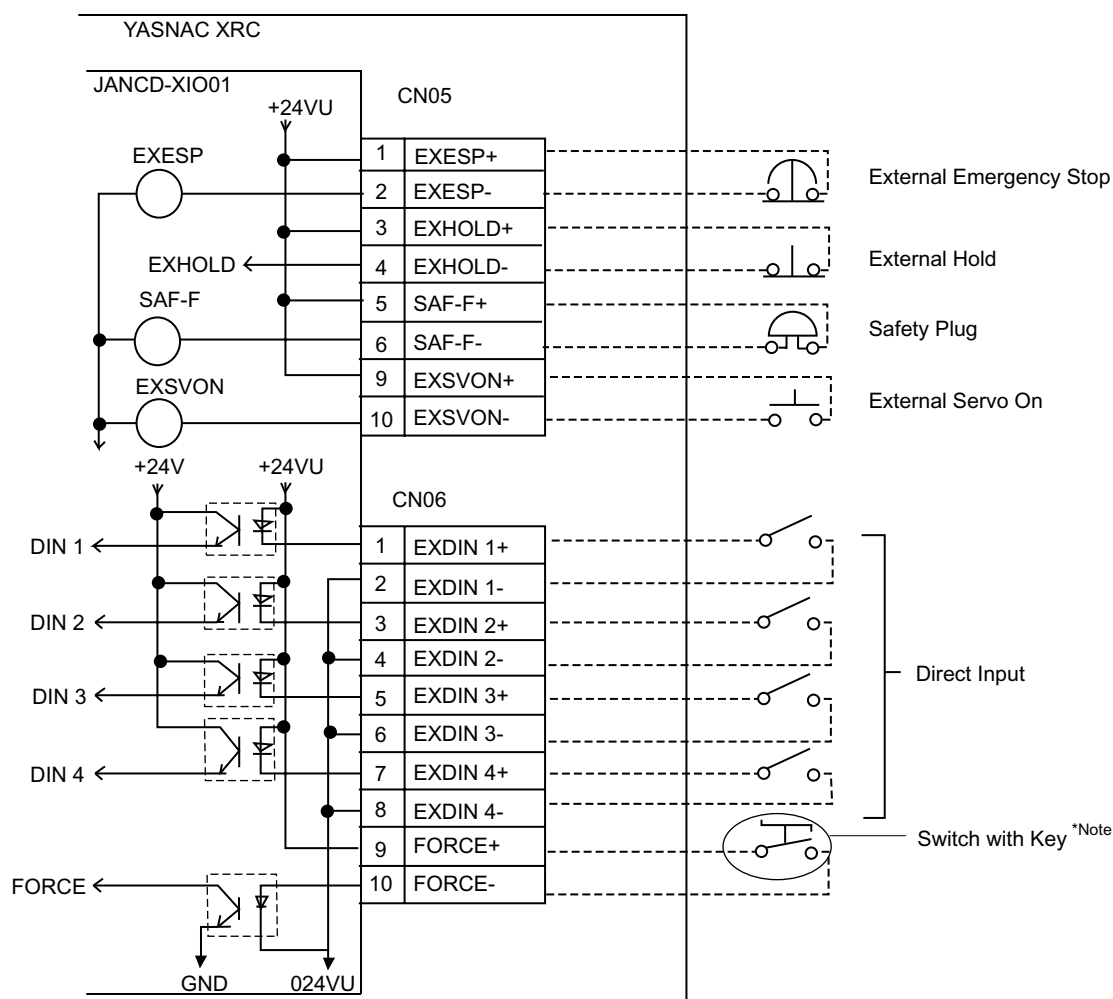 YASNAC XRC
JANCD-XIO01
CN05
+24VU
EXESP
1 EXESP+
2 EXESP-
External Emergency Stop
3 EXHOLD+
EXHOLD
4 EXHOLD-
External Hold
SAF-F
5 SAF-F+
6 SAF-F-
Safety Plug
EXSVON
9 EXSVON+
10 EXSVON-
External Servo On
+24V
+24VU
CN06
DIN 1
1 EXDIN 1+
2 EXDIN 1-
DIN 2
3 EXDIN 2+
4 EXDIN 2-
DIN 3
5 EXDIN 3+
6 EXDIN 3-
Direct Input
DIN 4
7 EXDIN 4+
8 EXDIN 4-
9 FORCE+
Switch with Key *Note
FORCE
10 FORCE-
GND
024VU